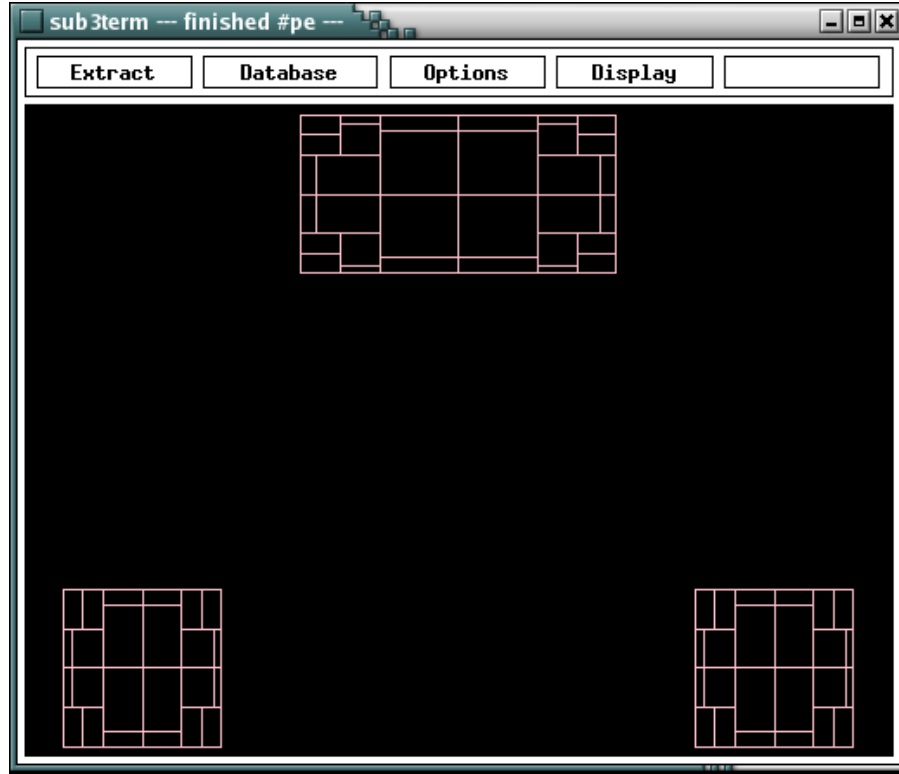 sub3term --- finished #pe ---
Extract Database Options Display